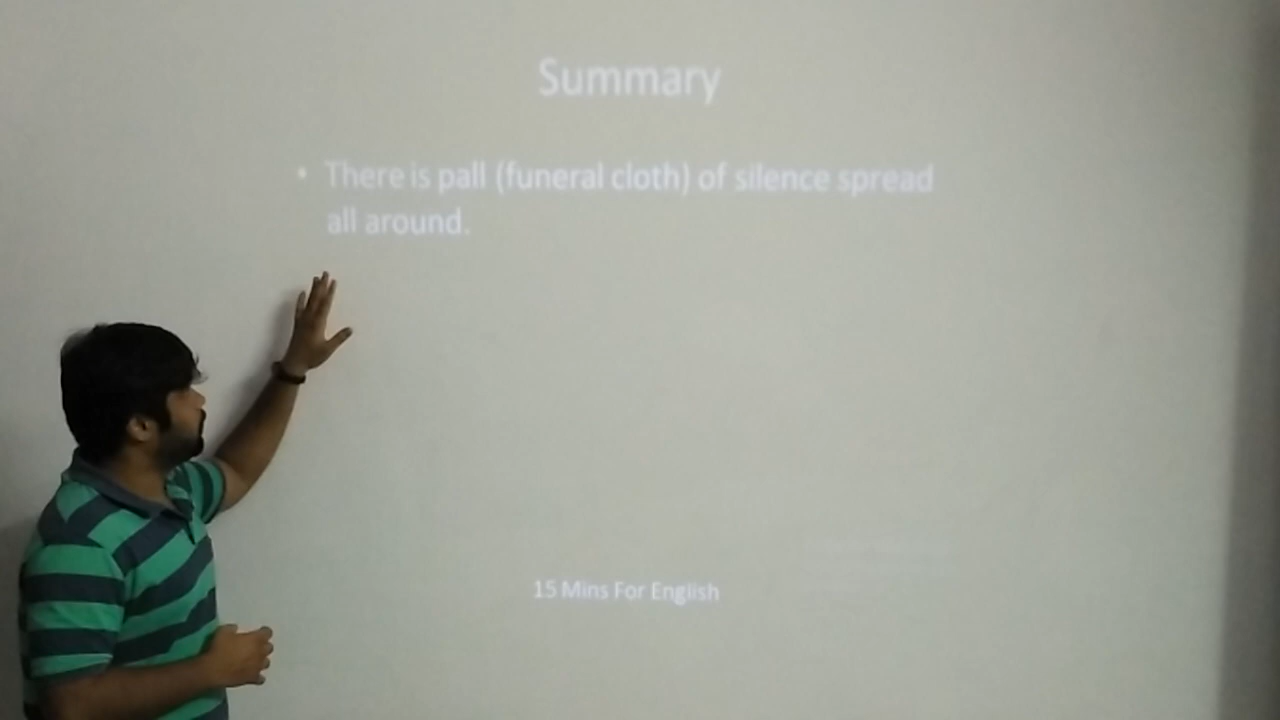 Summary
• There is pall (funeral cloth) of silence spread
all around.
15 Mins For English